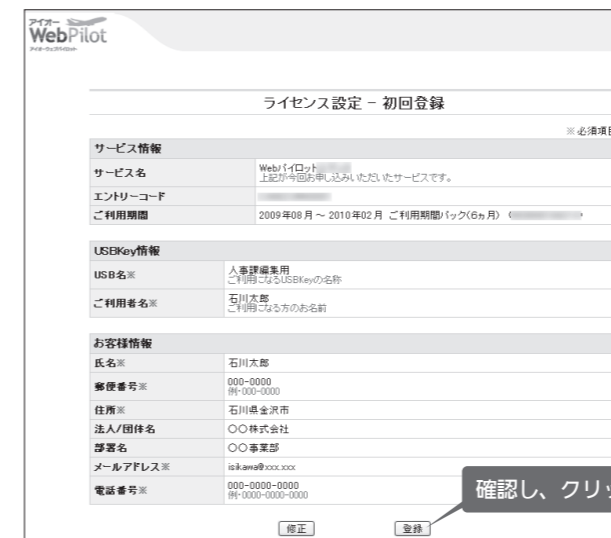 アイオー
WebPilot
アイオーウェブパイロット
ライセンス設定 － 初回登録
※必須項目
サービス情報
サービス名 Webパイロット
上記が今回お申し込みいただいたサービスです。
エントリーコード
ご利用期間 2009年08月～2010年02月 ご利用期間パック(6ヵ月) (
USBKey情報
USB名※ 人事課編集用
ご利用になるUSBKeyの名称
ご利用者名※ 石川太郎
ご利用になる方のお名前
お客様情報
氏名※ 石川太郎
郵便番号※ 000-0000
例・000-0000
住所※ 石川県金沢市
法人/団体名 〇〇株式会社
部署名 〇〇事業部
メールアドレス※ isikawa@xxx.xxx
電話番号※ 000-0000-0000
例・0000-0000-0000
確認し、クリッ
修正 登録